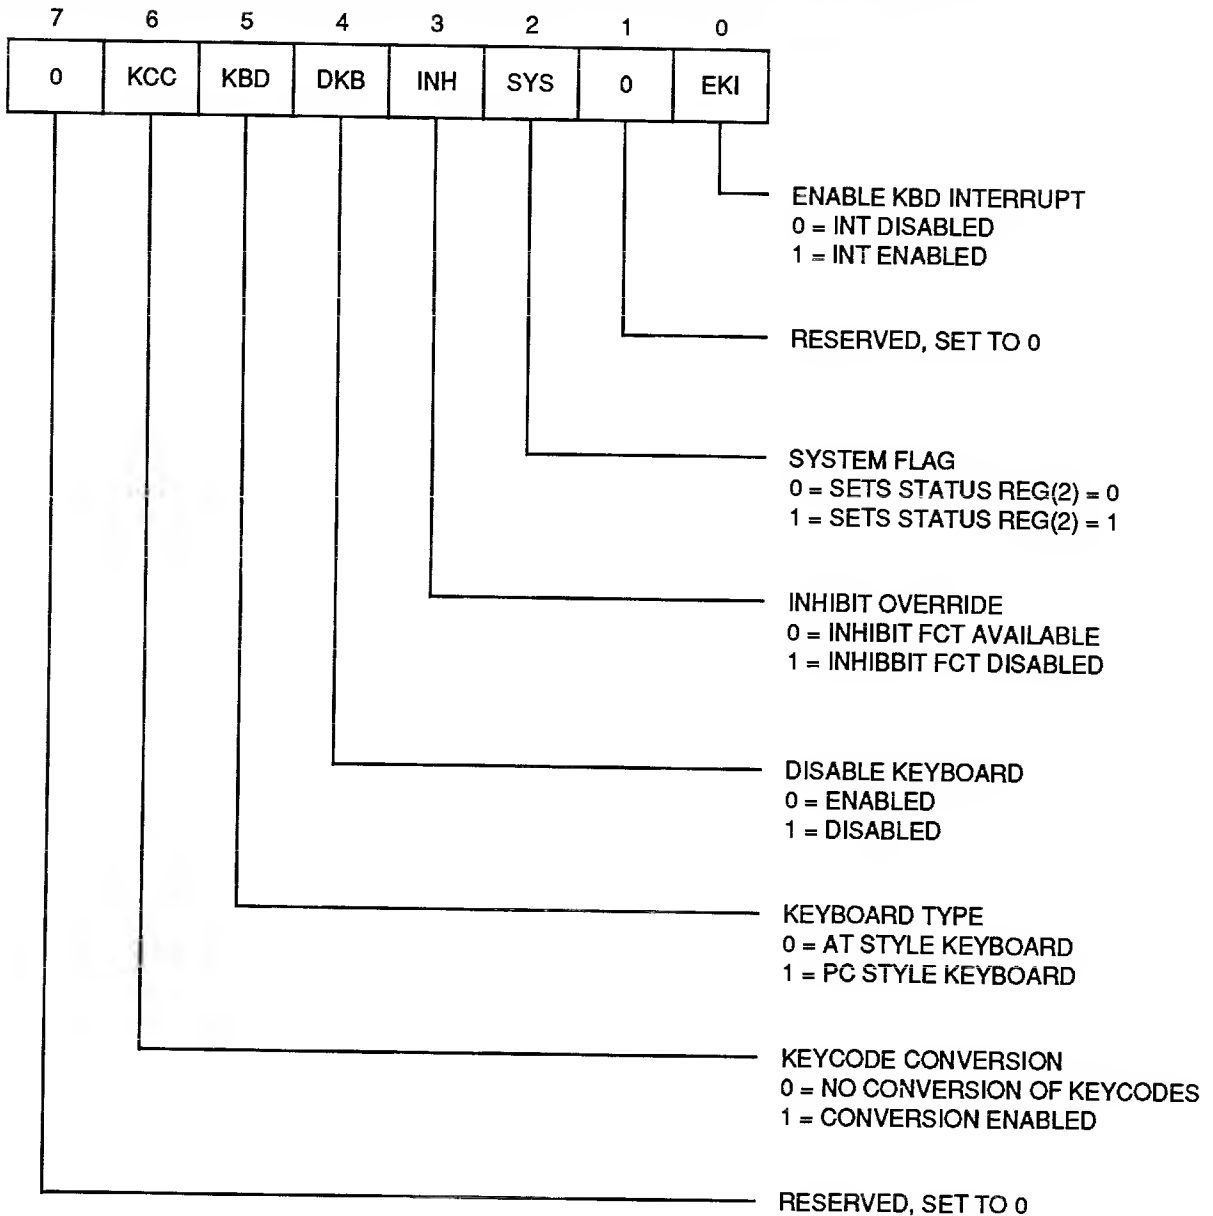 7 6 5 4 3 2 1 0
0 KCC KBD DKB INH SYS 0 EKI
ENABLE KBD INTERRUPT
0 = INT DISABLED
1 = INT ENABLED
RESERVED, SET TO 0
SYSTEM FLAG
0 = SETS STATUS REG(2) = 0
1 = SETS STATUS REG(2) = 1
INHIBIT OVERRIDE
0 = INHIBIT FCT AVAILABLE
1 = INHIBBIT FCT DISABLED
DISABLE KEYBOARD
0 = ENABLED
1 = DISABLED
KEYBOARD TYPE
0 = AT STYLE KEYBOARD
1 = PC STYLE KEYBOARD
KEYCODE CONVERSION
0 = NO CONVERSION OF KEYCODES
1 = CONVERSION ENABLED
RESERVED, SET TO 0